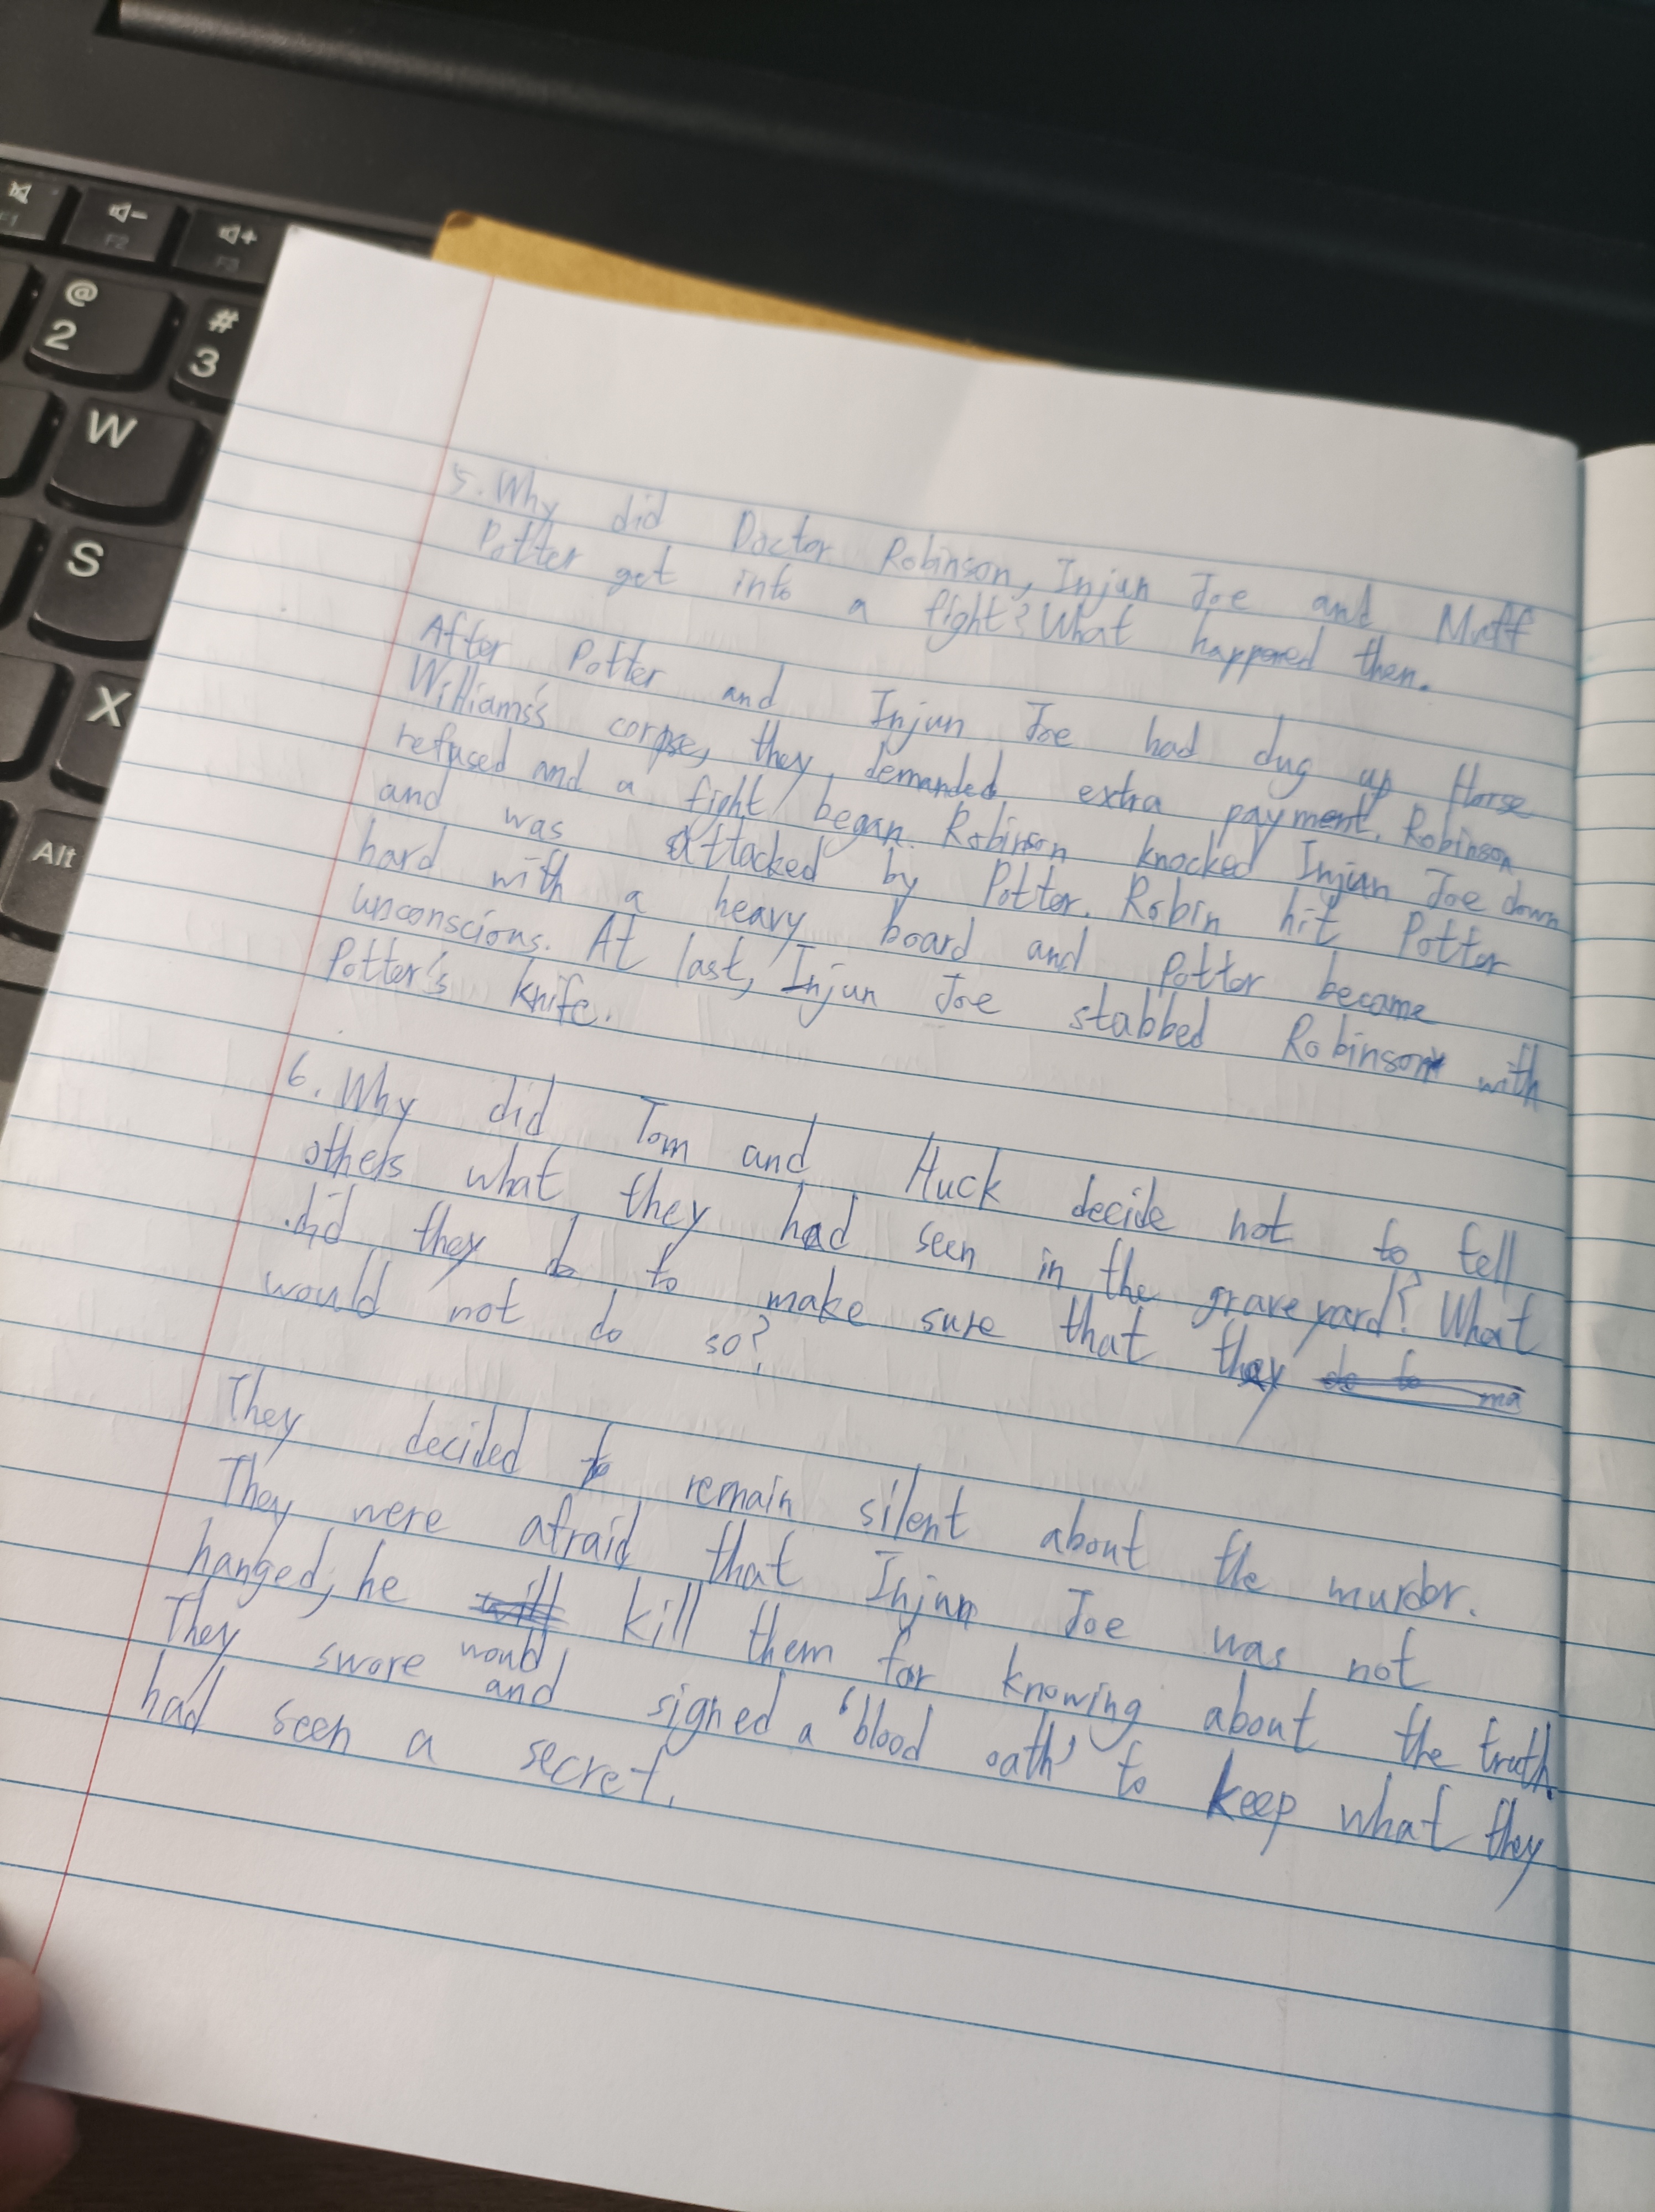 F1
F2
F3
@
2
#
3
W
S
X
Alt
5. Why did Doctor Robinson, Injun Joe and Muff
Potter get into a fight? What happened then.
After Potter and Injun Joe had dug up Horse
Williams's corpse, they demanded extra payment. Robinson
refused and a fight began. Robinson knocked Injun Joe down
and was attacked by Potter. Robin hit Potter
hard with a heavy board and Potter became
unconscious. At last, Injun Joe stabbed Robinson with
Potter's knife.
6. Why did Tom and Huck decide not to tell
others what they had seen in the graveyard? What
did they do to make sure that they do to ma
would not do so?
They decided to remain silent about the murder.
They were afraid that Injun Joe was not
hanged, he will would kill them for knowing about the truth.
They swore and signed a 'blood oath' to keep what they
had seen a secret.